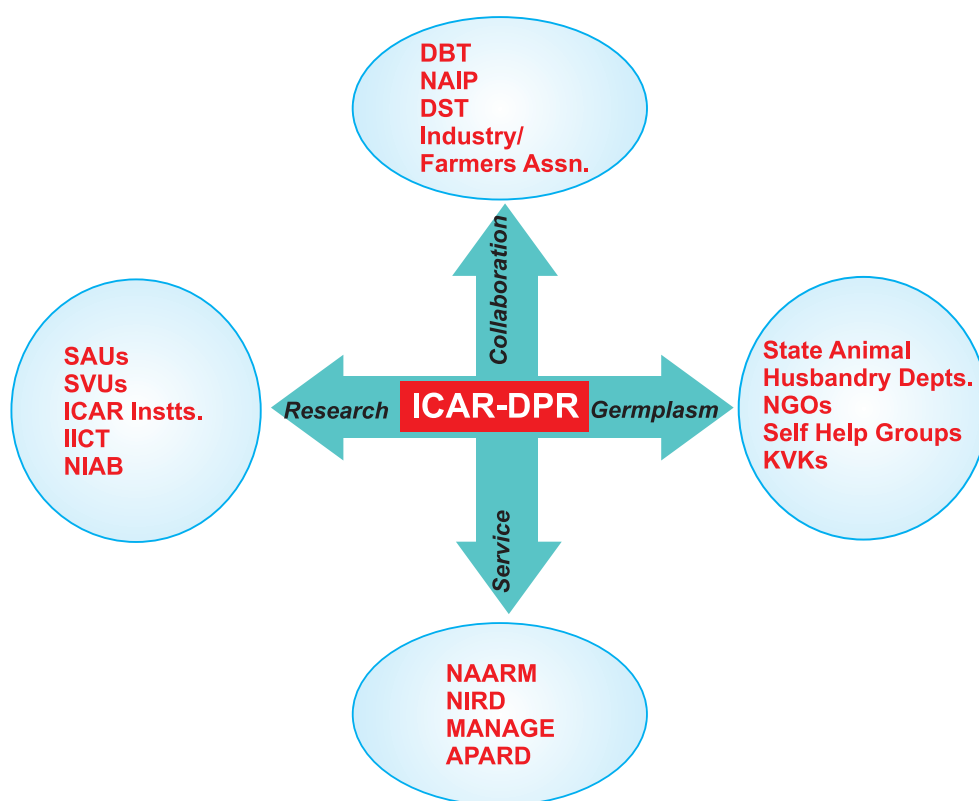 DBT
NAIP
DST
Industry/
Farmers Assn.
Collaboration
SAUs
SVUs
ICAR Instts.
IICT
NIAB
Research
ICAR-DPR
Germplasm
State Animal
Husbandry Depts.
NGOs
Self Help Groups
KVKs
Service
NAARM
NIRD
MANAGE
APARD